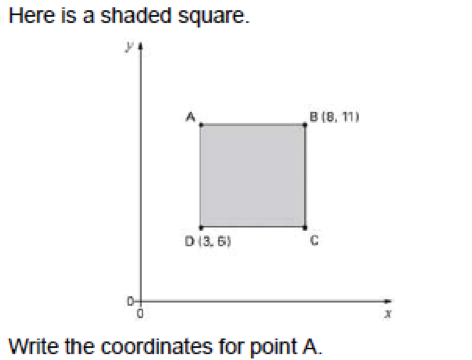 Here is a shaded square.
y
A
B (8, 11)
D (3, 6)
C
0
0
x
Write the coordinates for point A.